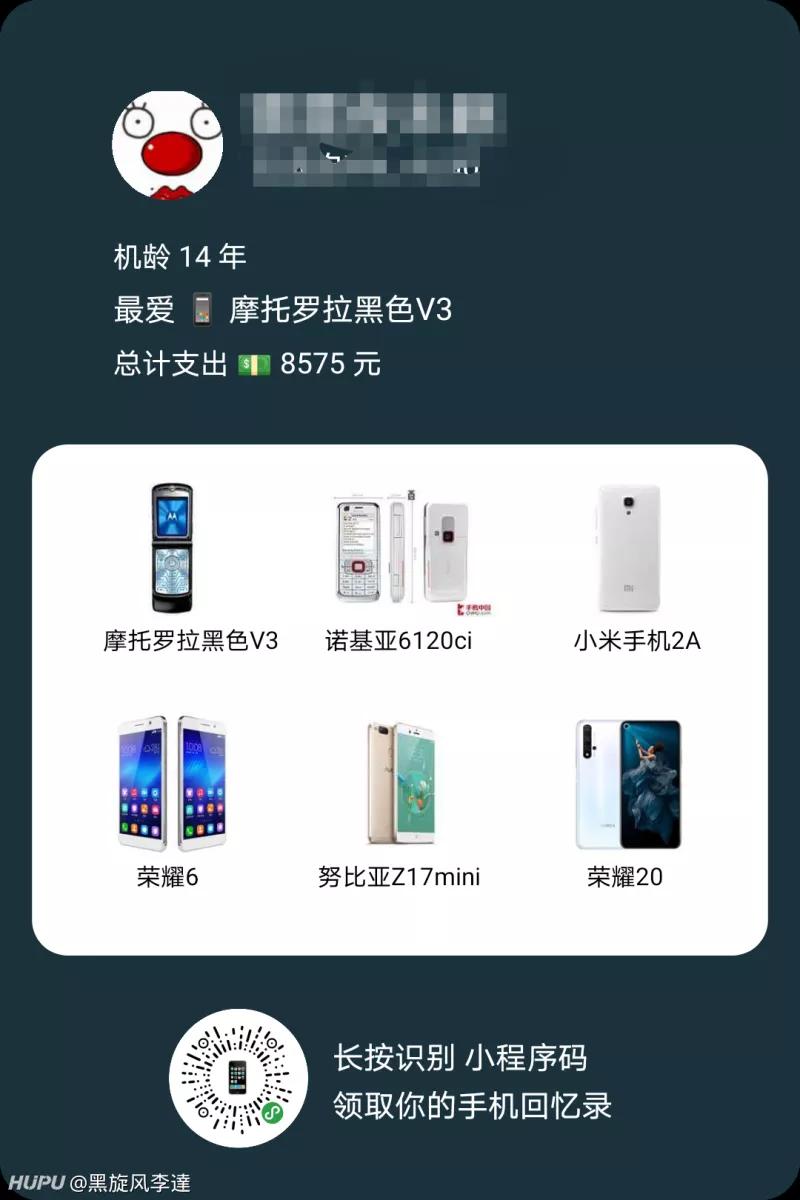 机龄 14 年
最爱 📱 摩托罗拉黑色V3
总计支出 💵 8575 元
摩托罗拉黑色V3 诺基亚6120ci 小米手机2A
荣耀6 努比亚Z17mini 荣耀20
长按识别 小程序码
领取你的手机回忆录
HUPU @黑旋风李達